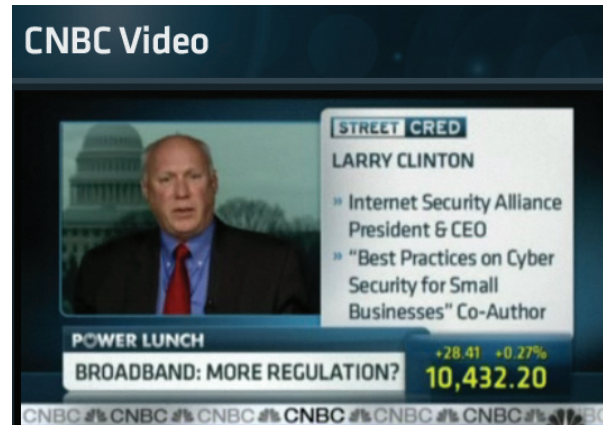 CNBC Video
STREET CRED
LARRY CLINTON
» Internet Security Alliance
President & CEO
» "Best Practices on Cyber
Security for Small
Businesses" Co-Author
POWER LUNCH
BROADBAND: MORE REGULATION?
+28.41 +0.27%
10,432.20
CNBC CNBC CNBC CNBC CNBC CNBC